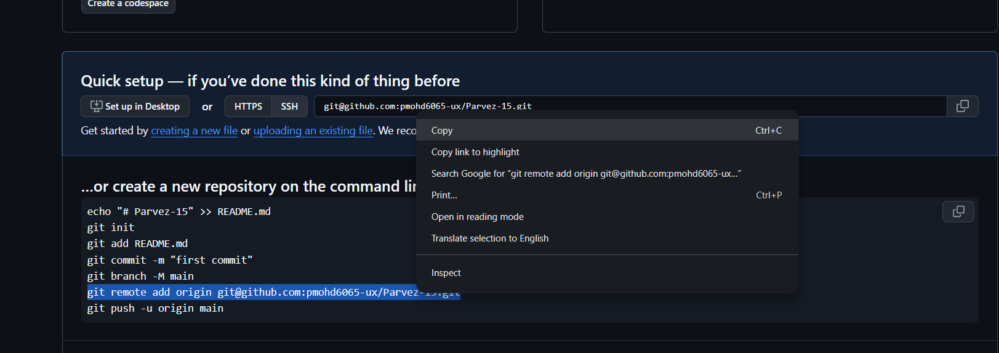 Create a codespace
Quick setup — if you’ve done this kind of thing before
Set up in Desktop or HTTPS SSH git@github.com:pmohd6065-ux/Parvez-15.git
Get started by creating a new file or uploading an existing file. We
Copy Ctrl+C
Copy link to highlight
Search Google for “git remote add origin git@github.com:pmohd6065-ux...”
Print... Ctrl+P
Open in reading mode
Translate selection to English
Inspect
...or create a new repository on the command
echo "# Parvez-15" >> README.md
git init
git add README.md
git commit -m "first commit"
git branch -M main
git remote add origin git@github.com:pmohd6065-ux/Parvez-15.git
git push -u origin main